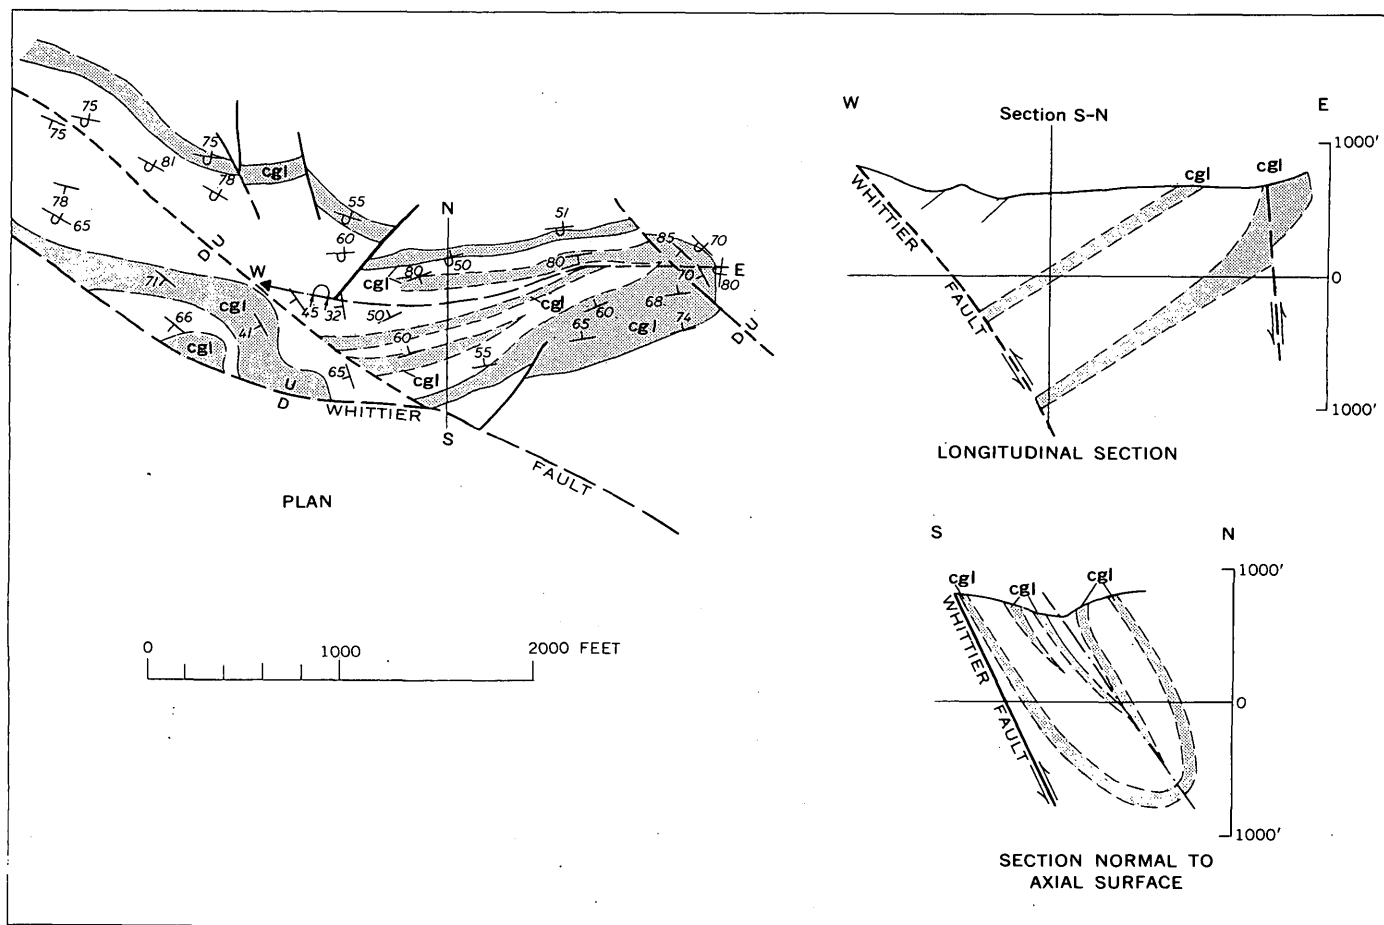 75
75
75
81
78
78
65
cgl
55
60
N
51
50
80
80
85
70
E
80
70
68
74
60
65
U
D
W
cgl
U
D
71
cgl
41
66
cgl
45
32
50
cgl
60
cgl
55
65
cgl
U
D
WHITTIER
S
FAULT
PLAN
0 1000 2000 FEET
W E
Section S-N
1000'
cgl cgl
WHITTIER
FAULT
0
1000'
LONGITUDINAL SECTION
S N
1000'
cgl cgl cgl
WHITTIER
FAULT
0
1000'
SECTION NORMAL TO
AXIAL SURFACE